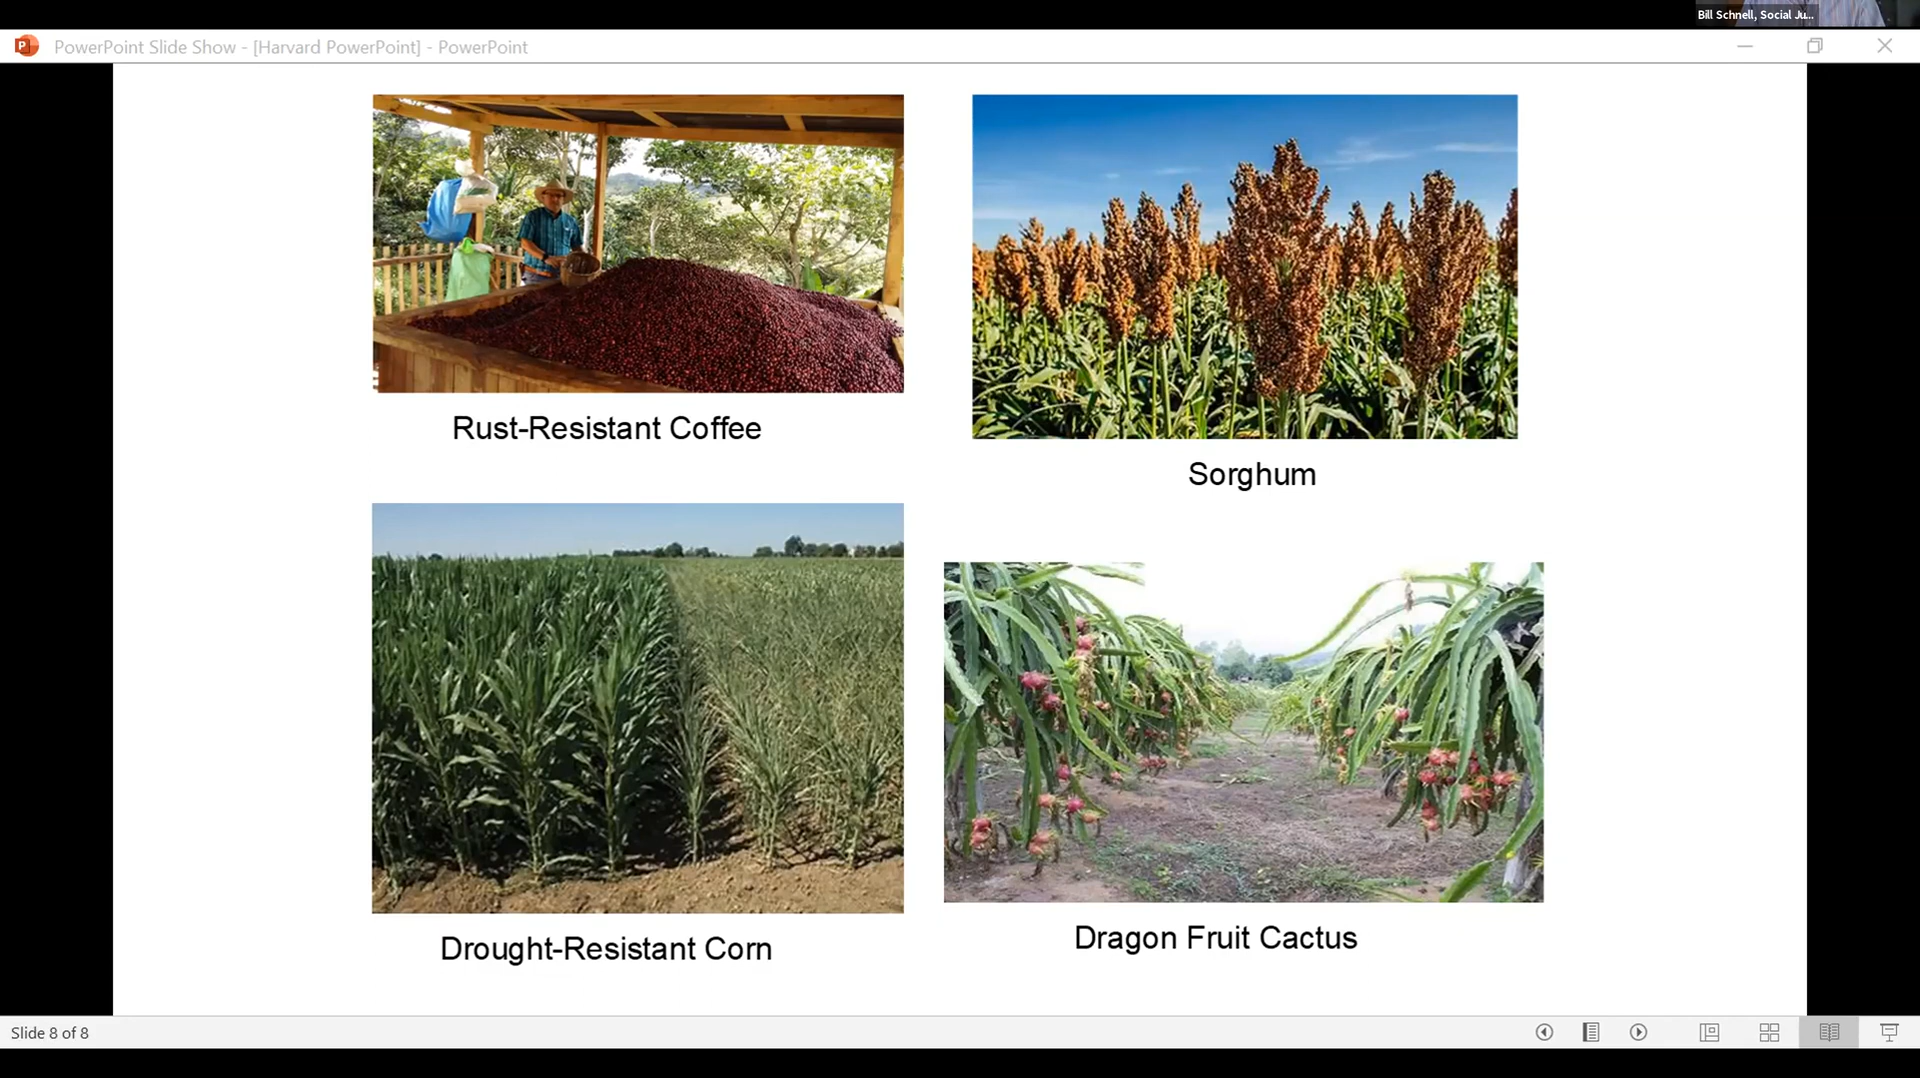 Bill Schnell, Social Ju...
PowerPoint Slide Show - [Harvard PowerPoint] - PowerPoint
Rust-Resistant Coffee
Sorghum
Drought-Resistant Corn
Dragon Fruit Cactus
Slide 8 of 8